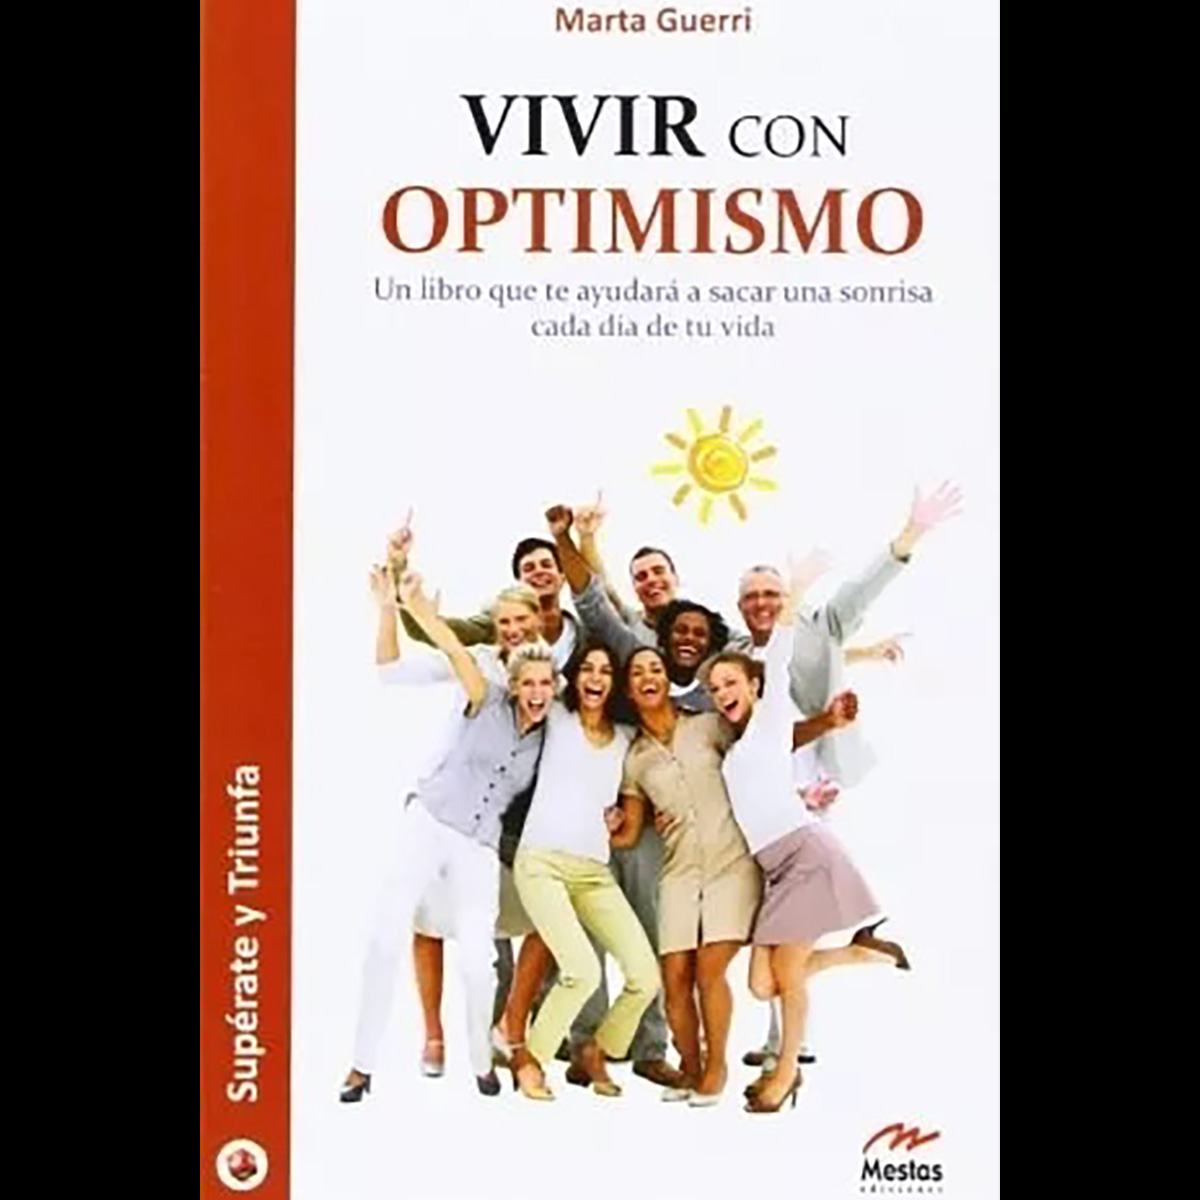 Marta Guerri
VIVIR CON
OPTIMISMO
Un libro que te ayudará a sacar una sonrisa
cada día de tu vida
Supérate y Triunfa
Mestas
ediciones